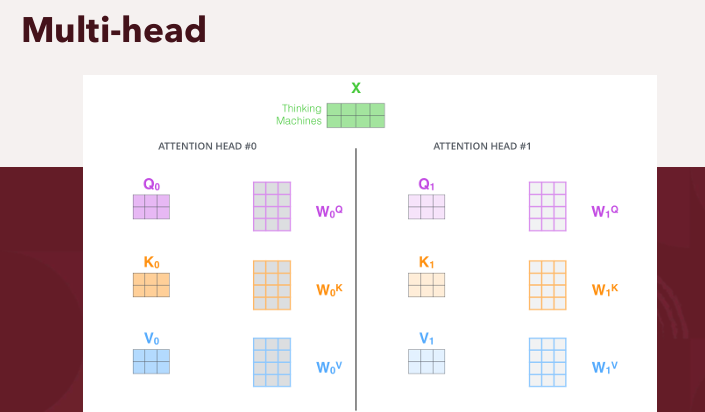 Multi-head
X
Thinking
Machines
ATTENTION HEAD #0
ATTENTION HEAD #1
Q₀
W₀Q
Q₁
W₁Q
K₀
W₀K
K₁
W₁K
V₀
W₀V
V₁
W₁V